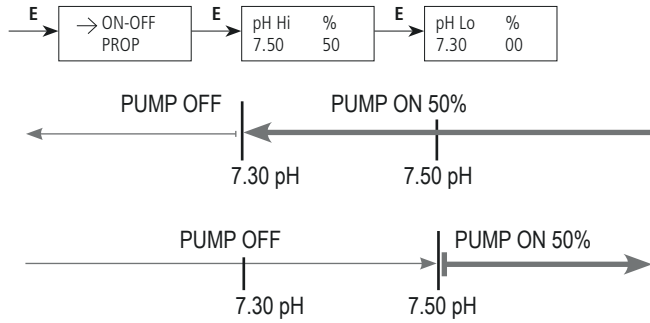 E → ON-OFF
PROP
E pH Hi %
7.50 50
E pH Lo %
7.30 00
PUMP OFF PUMP ON 50%
7.30 pH 7.50 pH
PUMP OFF PUMP ON 50%
7.30 pH 7.50 pH